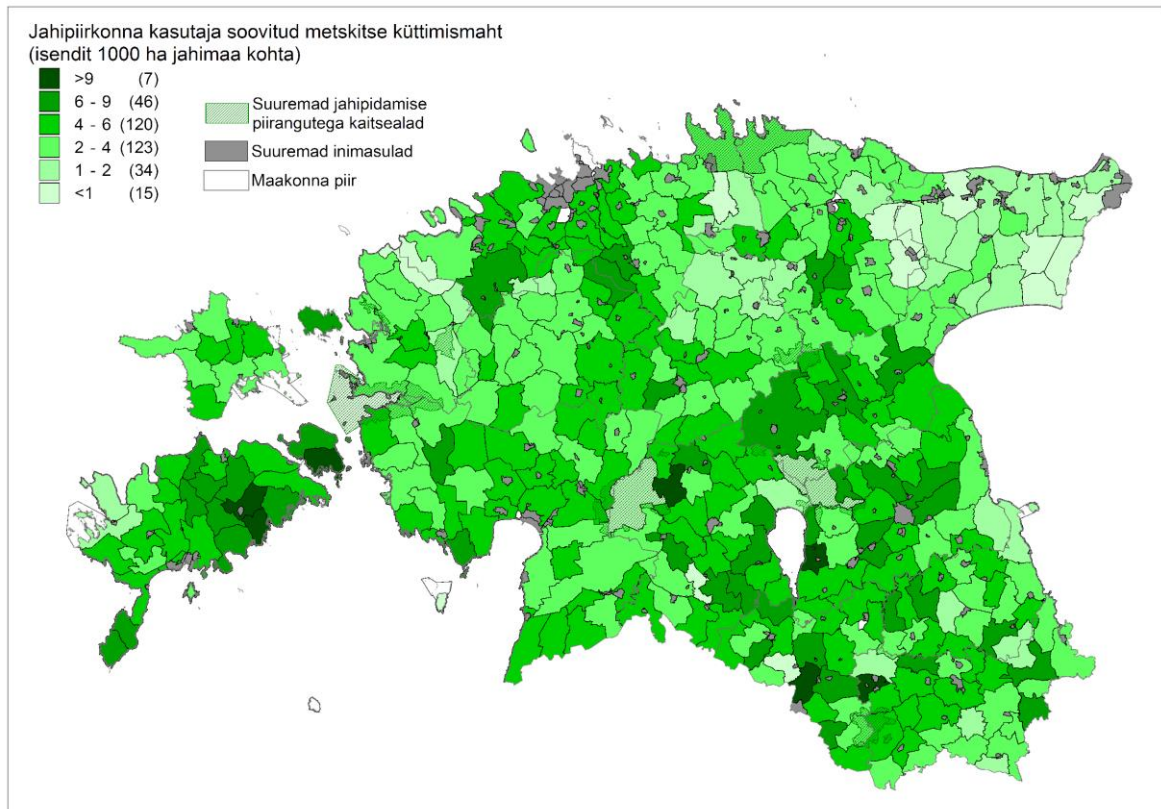 Jahipiirkonna kasutaja soovitud metskitse küttimismaht
(isendit 1000 ha jahimaa kohta)
>9 (7)
6 - 9 (46)
4 - 6 (120)
2 - 4 (123)
1 - 2 (34)
<1 (15)
Suuremad jahipidamise
piirangutega kaitsealad
Suuremad inimasulad
Maakonna piir